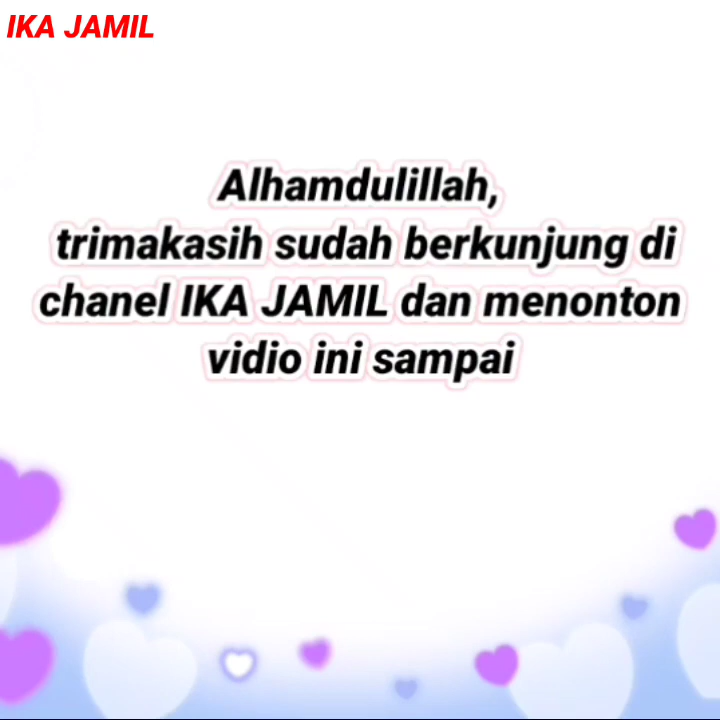 IKA JAMIL
Alhamdulillah,
trimakasih sudah berkunjung di
chanel IKA JAMIL dan menonton
vidio ini sampai